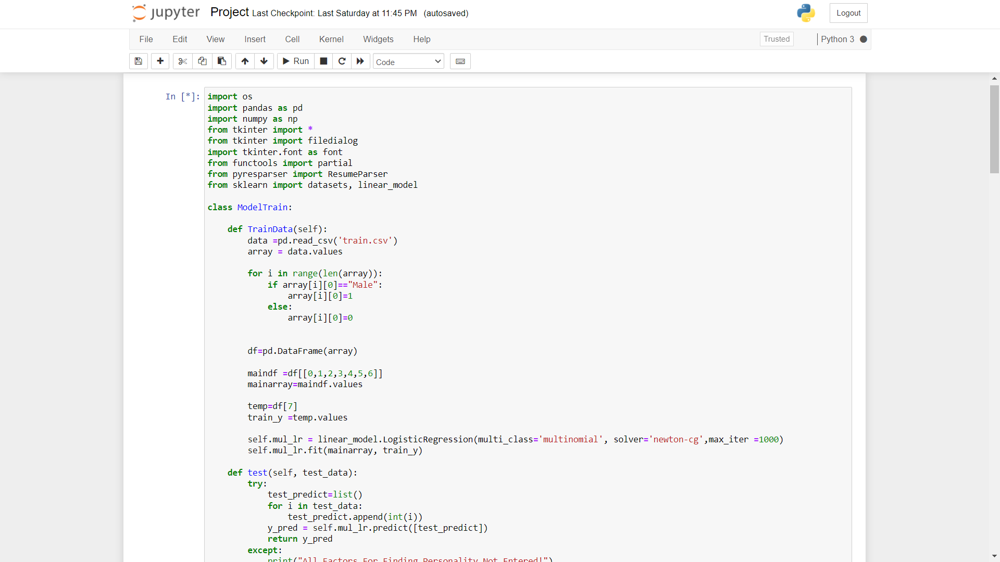 jupyter Project Last Checkpoint: Last Saturday at 11:45 PM (autosaved) Logout
File Edit View Insert Cell Kernel Widgets Help Trusted Python 3
Run Code
In [*]:
import os
import pandas as pd
import numpy as np
from tkinter import *
from tkinter import filedialog
import tkinter.font as font
from functools import partial
from pyresparser import ResumeParser
from sklearn import datasets, linear_model
class ModelTrain:
    def TrainData(self):
        data =pd.read_csv('train.csv')
        array = data.values
        for i in range(len(array)):
            if array[i][0]=="Male":
                array[i][0]=1
            else:
                array[i][0]=0
        df=pd.DataFrame(array)
        maindf =df[[0,1,2,3,4,5,6]]
        mainarray=maindf.values
        temp=df[7]
        train_y =temp.values
        self.mul_lr = linear_model.LogisticRegression(multi_class='multinomial', solver='newton-cg',max_iter =1000)
        self.mul_lr.fit(mainarray, train_y)
    def test(self, test_data):
        try:
            test_predict=list()
            for i in test_data:
                test_predict.append(int(i))
            y_pred = self.mul_lr.predict([test_predict])
            return y_pred
        except:
            print("All Factors For Finding Personality Not Entered!")